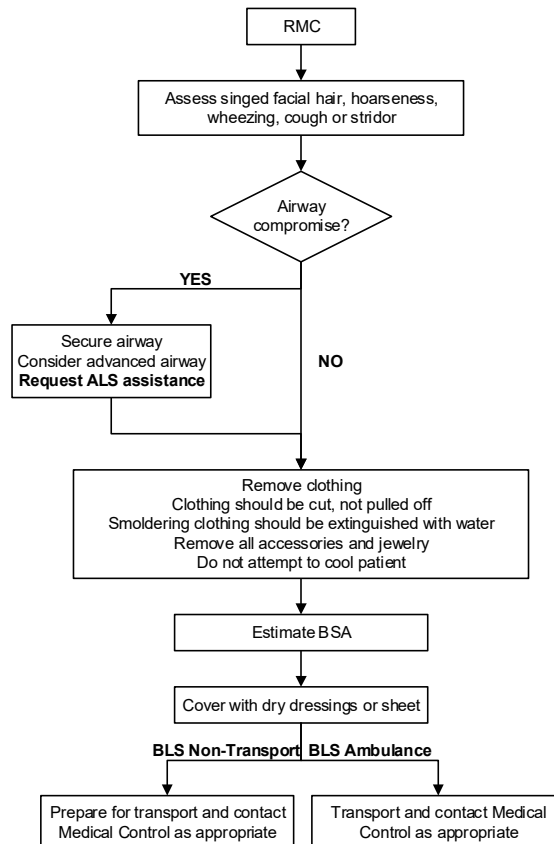 RMC
Assess singed facial hair, hoarseness,
wheezing, cough or stridor
Airway
compromise?
YES
Secure airway
Consider advanced airway
Request ALS assistance
NO
Remove clothing
Clothing should be cut, not pulled off
Smoldering clothing should be extinguished with water
Remove all accessories and jewelry
Do not attempt to cool patient
Estimate BSA
Cover with dry dressings or sheet
BLS Non-Transport
BLS Ambulance
Prepare for transport and contact
Medical Control as appropriate
Transport and contact Medical
Control as appropriate